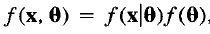 f(x, θ) = f(x|θ)f(θ),